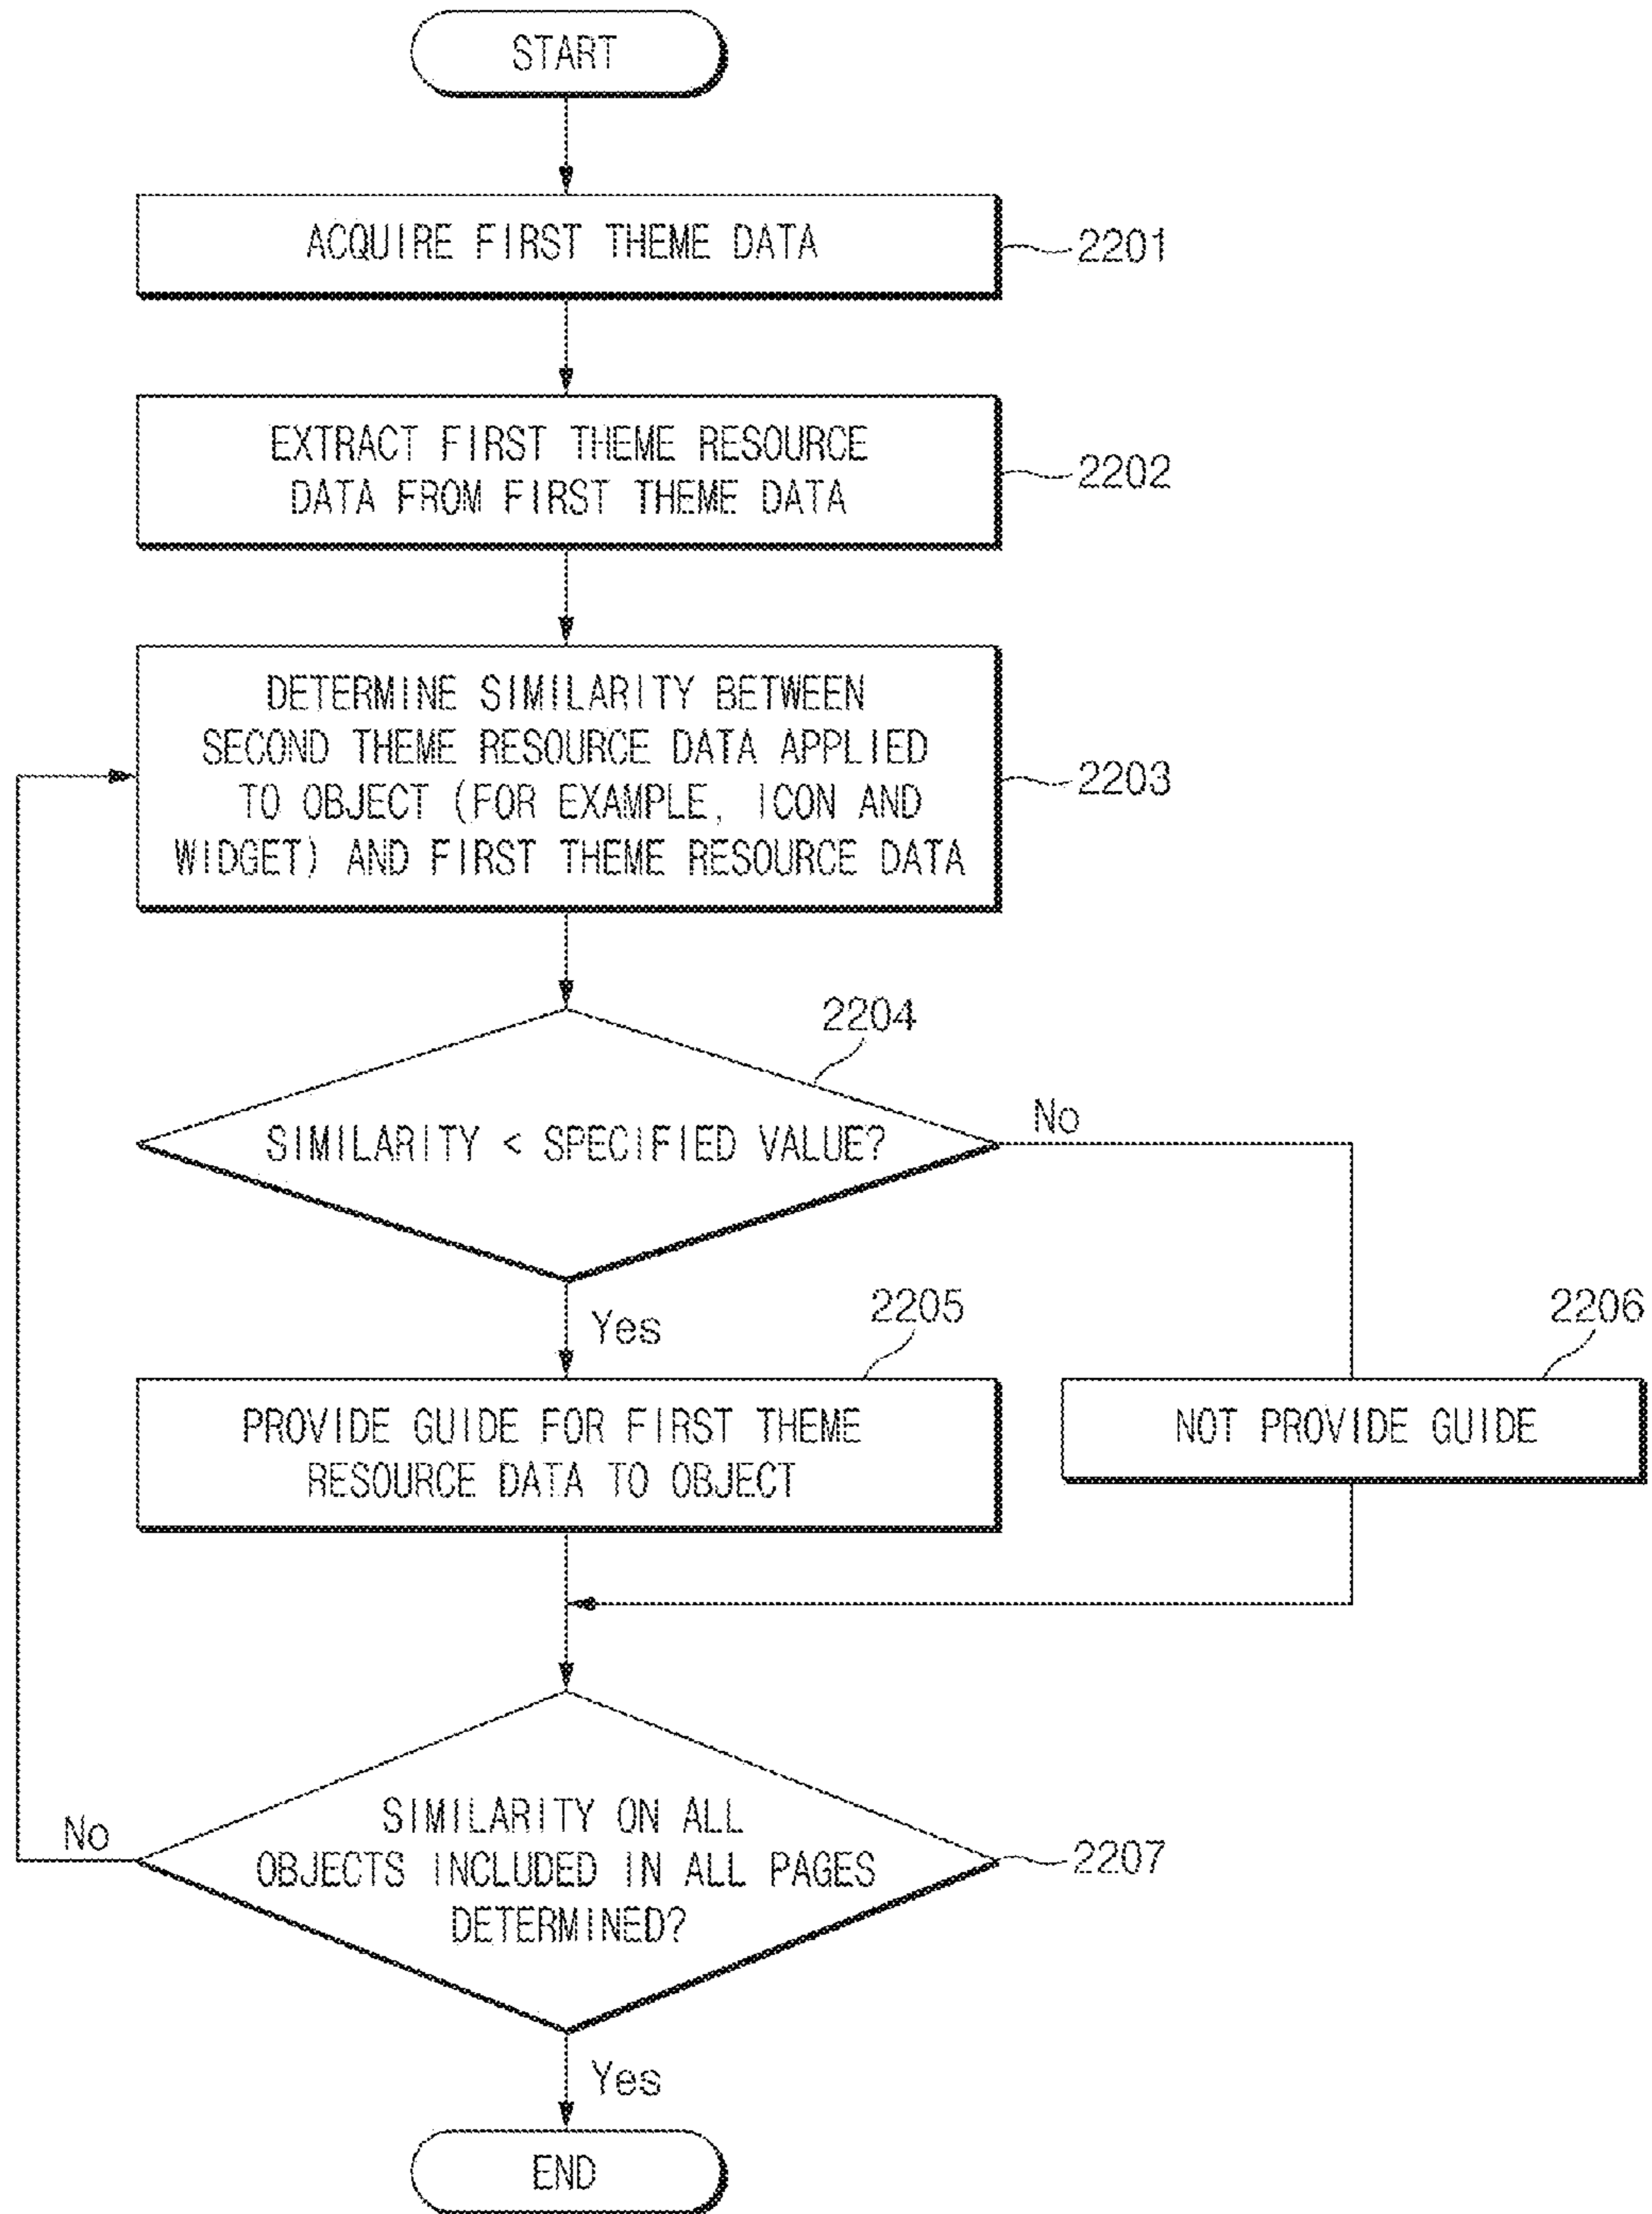 START
ACQUIRE FIRST THEME DATA
2201
EXTRACT FIRST THEME RESOURCE
DATA FROM FIRST THEME DATA
2202
DETERMINE SIMILARITY BETWEEN
SECOND THEME RESOURCE DATA APPLIED
TO OBJECT (FOR EXAMPLE, ICON AND
WIDGET) AND FIRST THEME RESOURCE DATA
2203
2204
SIMILARITY < SPECIFIED VALUE?
No
Yes
2205
2206
PROVIDE GUIDE FOR FIRST THEME
RESOURCE DATA TO OBJECT
NOT PROVIDE GUIDE
No
SIMILARITY ON ALL
OBJECTS INCLUDED IN ALL PAGES
DETERMINED?
2207
Yes
END